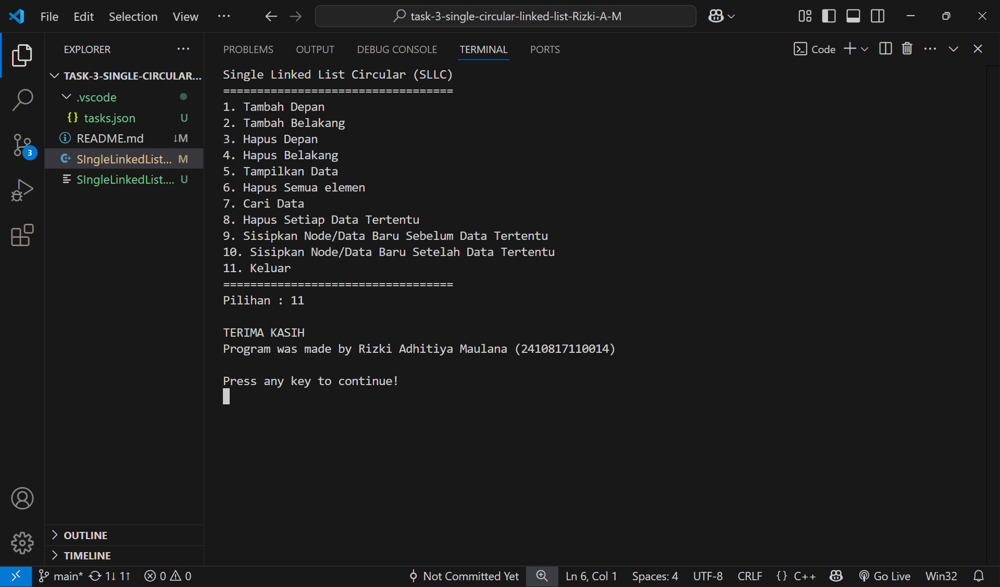 File Edit Selection View ...
task-3-single-circular-linked-list-Rizki-A-M
EXPLORER ...
TASK-3-SINGLE-CIRCULAR...
.vscode
{} tasks.json U
README.md ↓M
SIngleLinkedList... M
SIngleLinkedList.... U
3
OUTLINE
TIMELINE
PROBLEMS OUTPUT DEBUG CONSOLE TERMINAL PORTS
Code
Single Linked List Circular (SLLC)
==================================
1. Tambah Depan
2. Tambah Belakang
3. Hapus Depan
4. Hapus Belakang
5. Tampilkan Data
6. Hapus Semua elemen
7. Cari Data
8. Hapus Setiap Data Tertentu
9. Sisipkan Node/Data Baru Sebelum Data Tertentu
10. Sisipkan Node/Data Baru Setelah Data Tertentu
11. Keluar
==================================
Pilihan : 11
TERIMA KASIH
Program was made by Rizki Adhitiya Maulana (2410817110014)
Press any key to continue!
main* 1↓ 1↑ 0 0 Not Committed Yet Ln 6, Col 1 Spaces: 4 UTF-8 CRLF {} C++ Go Live Win32